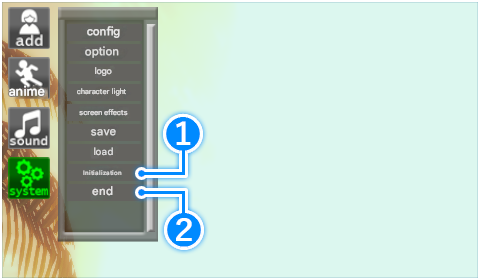 add
anime
sound
system
config
option
logo
character light
screen effects
save
load
Initialization
end
1
2